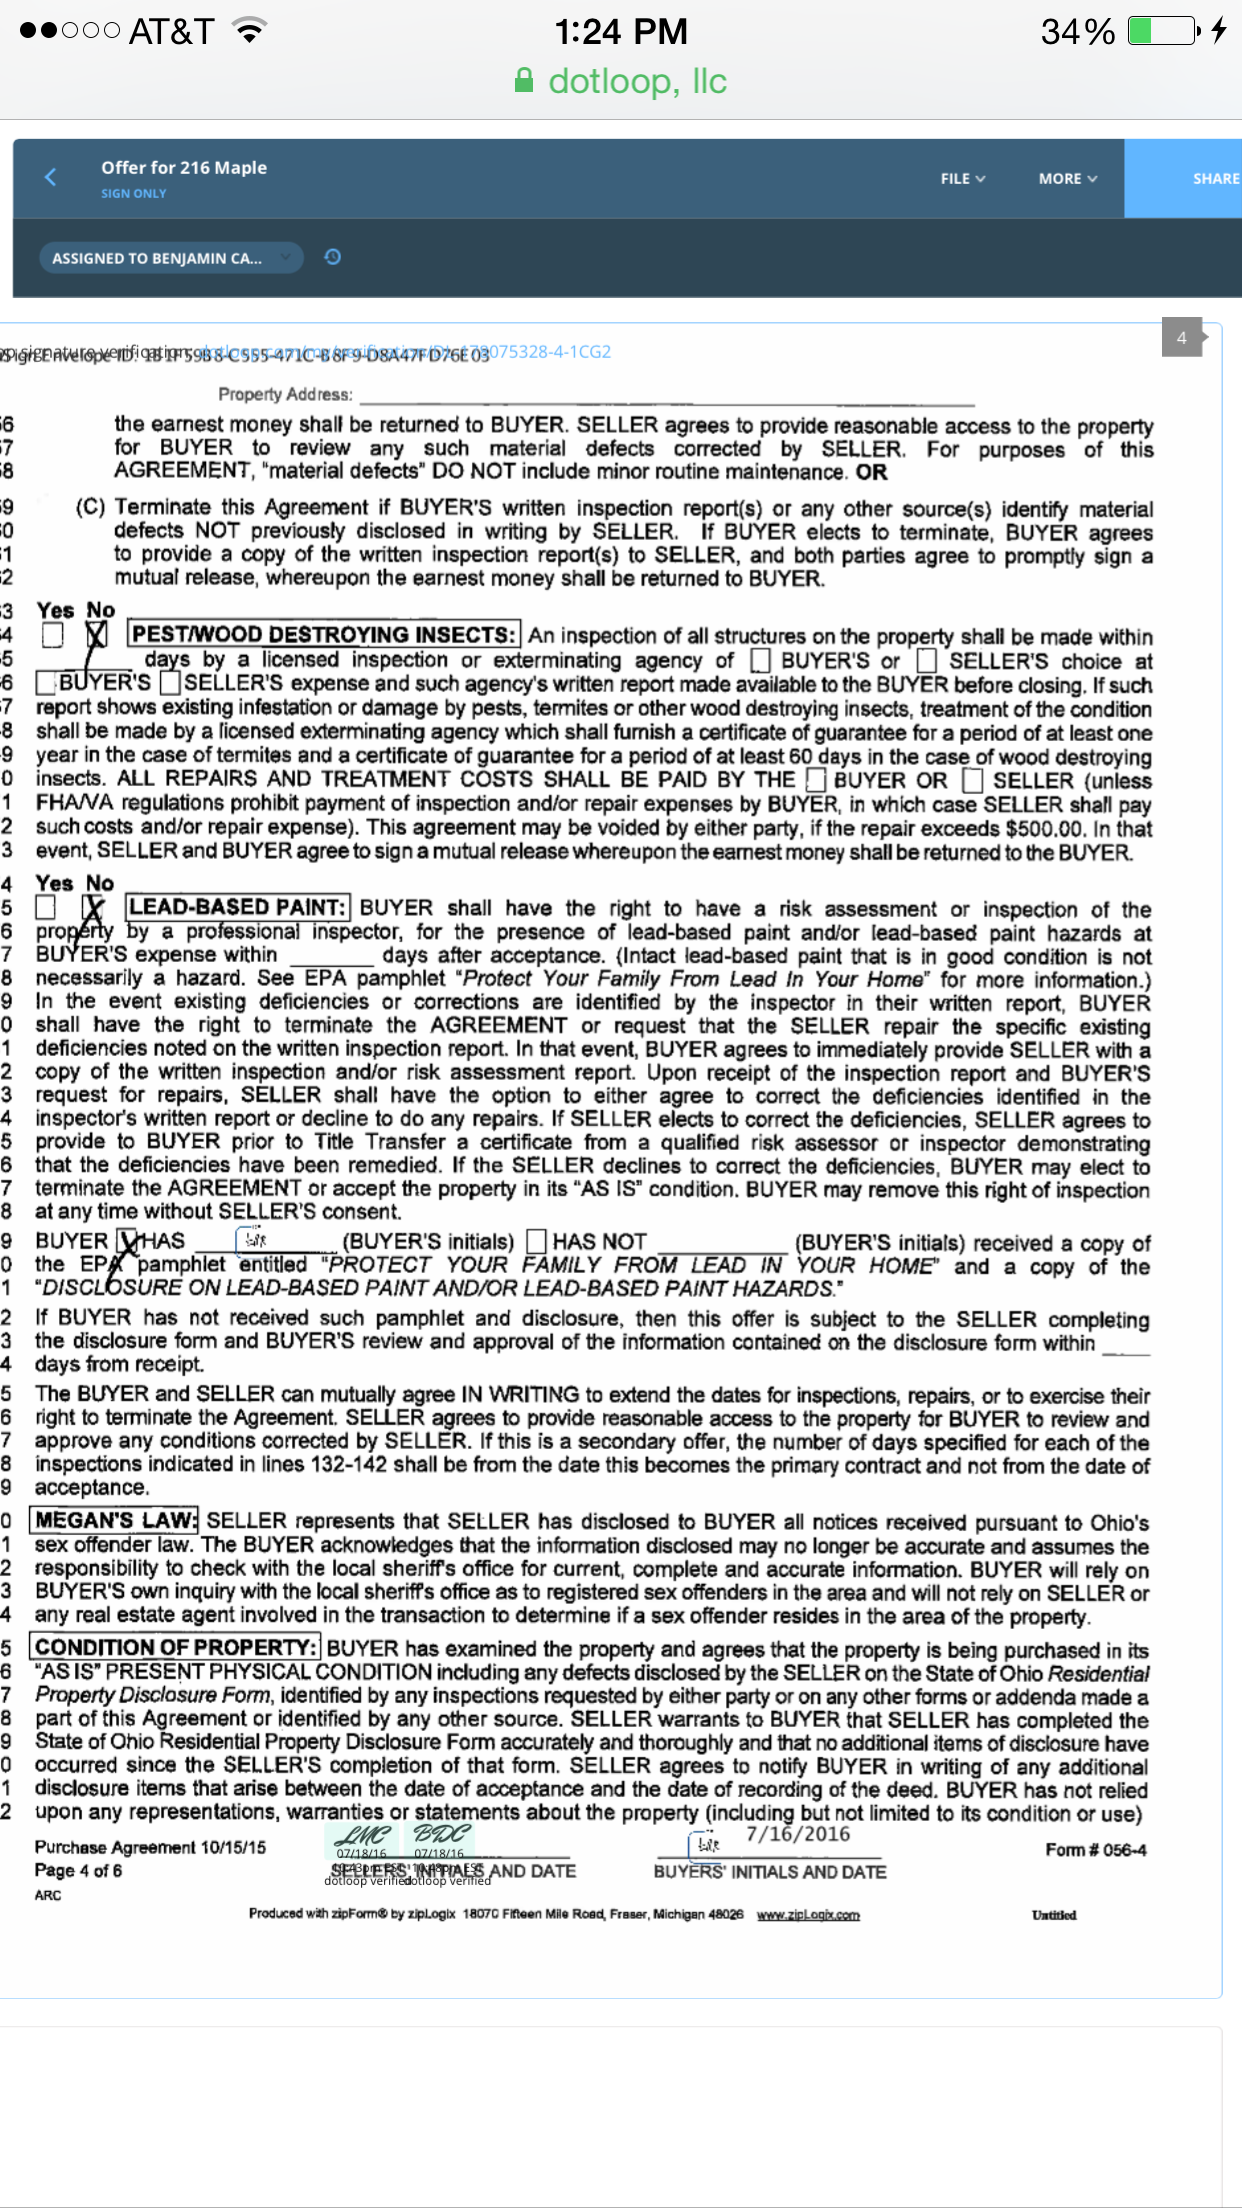 AT&T 1:24 PM 34%
dotloop, llc
Offer for 216 Maple
SIGN ONLY
FILE MORE SHARE
ASSIGNED TO BENJAMIN CA...
4
Property Address:
6 the earnest money shall be returned to BUYER. SELLER agrees to provide reasonable access to the property
7 for BUYER to review any such material defects corrected by SELLER. For purposes of this
8 AGREEMENT, "material defects" DO NOT include minor routine maintenance. OR
9 (C) Terminate this Agreement if BUYER'S written inspection report(s) or any other source(s) identify material
0 defects NOT previously disclosed in writing by SELLER. If BUYER elects to terminate, BUYER agrees
1 to provide a copy of the written inspection report(s) to SELLER, and both parties agree to promptly sign a
2 mutual release, whereupon the earnest money shall be returned to BUYER.
3 Yes No
4 X PEST/WOOD DESTROYING INSECTS: An inspection of all structures on the property shall be made within
5 days by a licensed inspection or exterminating agency of BUYER'S or SELLER'S choice at
6 BUYER'S SELLER'S expense and such agency's written report made available to the BUYER before closing. If such
7 report shows existing infestation or damage by pests, termites or other wood destroying insects, treatment of the condition
8 shall be made by a licensed exterminating agency which shall furnish a certificate of guarantee for a period of at least one
9 year in the case of termites and a certificate of guarantee for a period of at least 60 days in the case of wood destroying
0 insects. ALL REPAIRS AND TREATMENT COSTS SHALL BE PAID BY THE BUYER OR SELLER (unless
1 FHA/VA regulations prohibit payment of inspection and/or repair expenses by BUYER, in which case SELLER shall pay
2 such costs and/or repair expense). This agreement may be voided by either party, if the repair exceeds $500.00. In that
3 event, SELLER and BUYER agree to sign a mutual release whereupon the earnest money shall be returned to the BUYER.
4 Yes No
5 X LEAD-BASED PAINT: BUYER shall have the right to have a risk assessment or inspection of the
6 property by a professional inspector, for the presence of lead-based paint and/or lead-based paint hazards at
7 BUYER'S expense within days after acceptance. (Intact lead-based paint that is in good condition is not
8 necessarily a hazard. See EPA pamphlet "Protect Your Family From Lead In Your Home" for more information.)
9 In the event existing deficiencies or corrections are identified by the inspector in their written report, BUYER
0 shall have the right to terminate the AGREEMENT or request that the SELLER repair the specific existing
1 deficiencies noted on the written inspection report. In that event, BUYER agrees to immediately provide SELLER with a
2 copy of the written inspection and/or risk assessment report. Upon receipt of the inspection report and BUYER'S
3 request for repairs, SELLER shall have the option to either agree to correct the deficiencies identified in the
4 inspector's written report or decline to do any repairs. If SELLER elects to correct the deficiencies, SELLER agrees to
5 provide to BUYER prior to Title Transfer a certificate from a qualified risk assessor or inspector demonstrating
6 that the deficiencies have been remedied. If the SELLER declines to correct the deficiencies, BUYER may elect to
7 terminate the AGREEMENT or accept the property in its "AS IS" condition. BUYER may remove this right of inspection
8 at any time without SELLER'S consent.
9 BUYER X HAS (BUYER'S initials) HAS NOT (BUYER'S initials) received a copy of
0 the EPA pamphlet entitled "PROTECT YOUR FAMILY FROM LEAD IN YOUR HOME" and a copy of the
1 "DISCLOSURE ON LEAD-BASED PAINT AND/OR LEAD-BASED PAINT HAZARDS."
2 If BUYER has not received such pamphlet and disclosure, then this offer is subject to the SELLER completing
3 the disclosure form and BUYER'S review and approval of the information contained on the disclosure form within
4 days from receipt.
5 The BUYER and SELLER can mutually agree IN WRITING to extend the dates for inspections, repairs, or to exercise their
6 right to terminate the Agreement. SELLER agrees to provide reasonable access to the property for BUYER to review and
7 approve any conditions corrected by SELLER. If this is a secondary offer, the number of days specified for each of the
8 inspections indicated in lines 132-142 shall be from the date this becomes the primary contract and not from the date of
9 acceptance.
0 MEGAN'S LAW: SELLER represents that SELLER has disclosed to BUYER all notices received pursuant to Ohio's
1 sex offender law. The BUYER acknowledges that the information disclosed may no longer be accurate and assumes the
2 responsibility to check with the local sheriff's office for current, complete and accurate information. BUYER will rely on
3 BUYER'S own inquiry with the local sheriff's office as to registered sex offenders in the area and will not rely on SELLER or
4 any real estate agent involved in the transaction to determine if a sex offender resides in the area of the property.
5 CONDITION OF PROPERTY: BUYER has examined the property and agrees that the property is being purchased in its
6 "AS IS" PRESENT PHYSICAL CONDITION including any defects disclosed by the SELLER on the State of Ohio Residential
7 Property Disclosure Form, identified by any inspections requested by either party or on any other forms or addenda made a
8 part of this Agreement or identified by any other source. SELLER warrants to BUYER that SELLER has completed the
9 State of Ohio Residential Property Disclosure Form accurately and thoroughly and that no additional items of disclosure have
0 occurred since the SELLER'S completion of that form. SELLER agrees to notify BUYER in writing of any additional
1 disclosure items that arise between the date of acceptance and the date of recording of the deed. BUYER has not relied
2 upon any representations, warranties or statements about the property (including but not limited to its condition or use)
LMC BDC 7/16/2016
Purchase Agreement 10/15/15 07/18/16 07/18/16 Form # 056-4
Page 4 of 6 SELLERS' INITIALS AND DATE BUYERS' INITIALS AND DATE
dotloop verified dotloop verified
ARC
Produced with zipForm® by zipLogix 18070 Fifteen Mile Road, Fraser, Michigan 48026 www.zipLogix.com Untitled